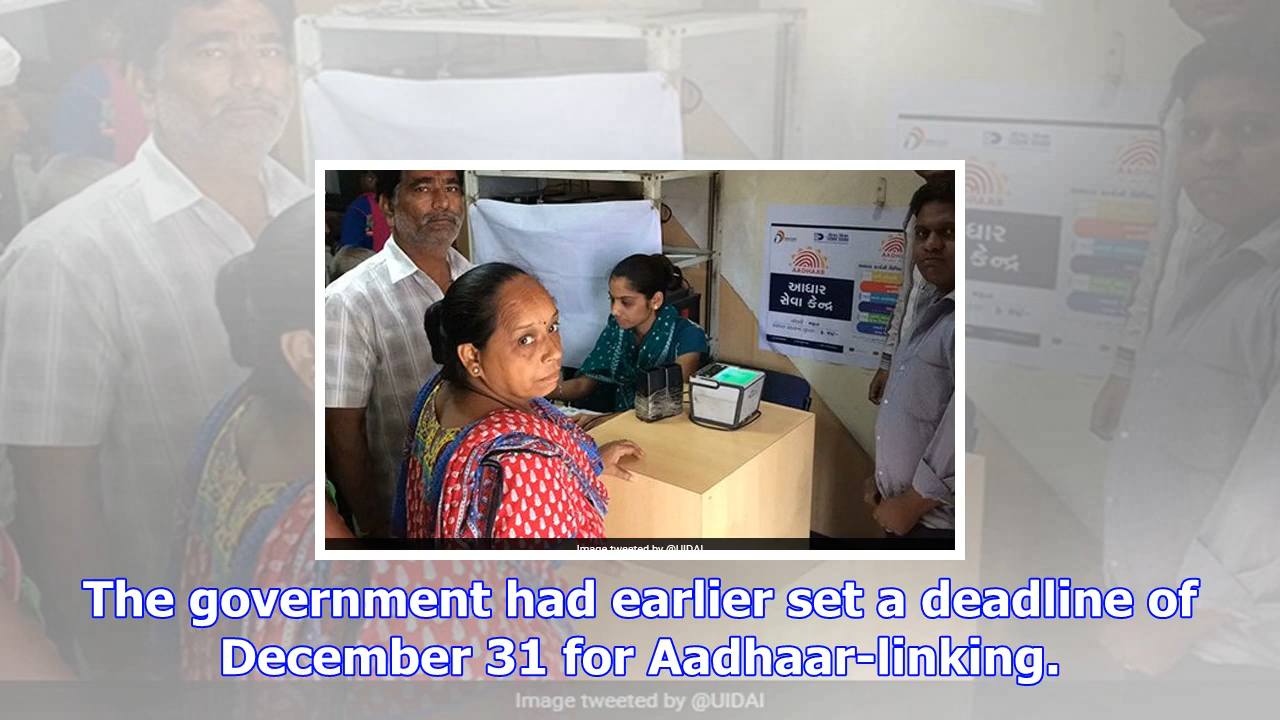 AADHAAR
આધાર
સેવા કેન્દ્ર
Image tweeted by @UIDAI
The government had earlier set a deadline of
December 31 for Aadhaar-linking.
Image tweeted by @UIDAI